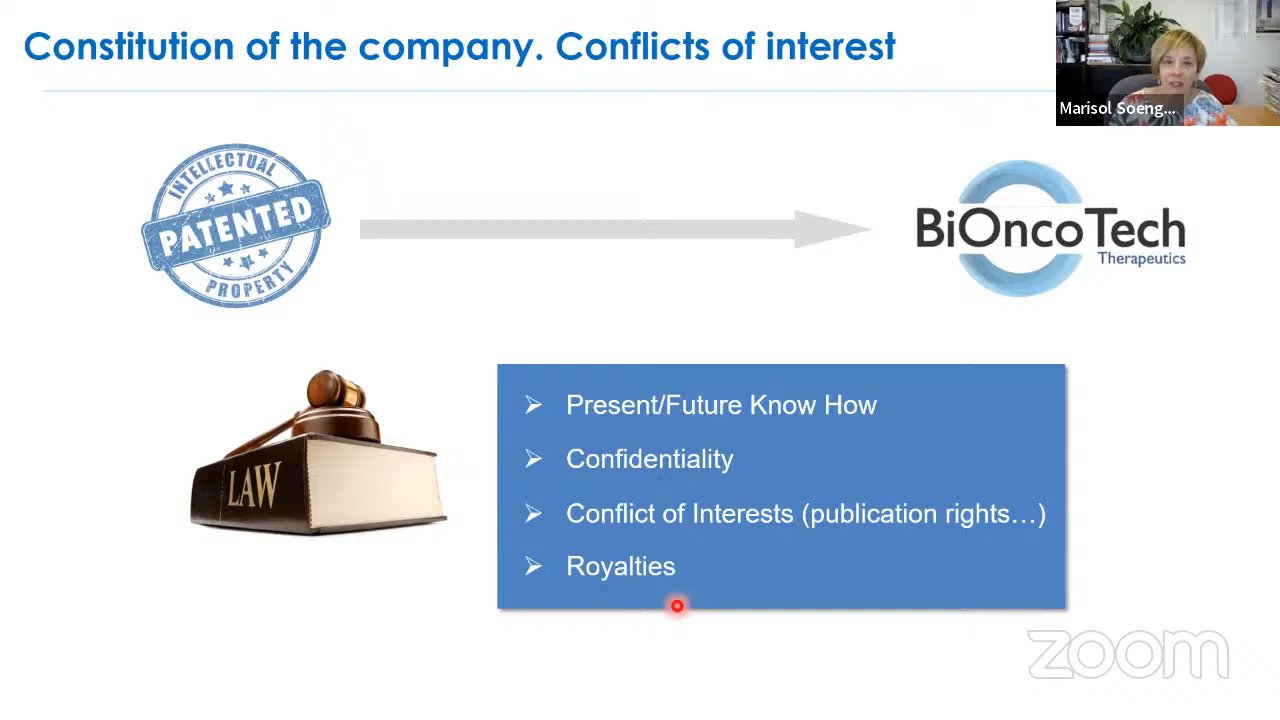 Constitution of the company. Conflicts of interest
Marisol Soeng...
INTELLECTUAL
PATENTED
PROPERTY
BiOncoTech
Therapeutics
LAW
Present/Future Know How
Confidentiality
Conflict of Interests (publication rights…)
Royalties
zoom